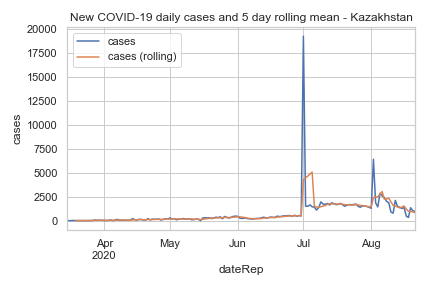 New COVID-19 daily cases and 5 day rolling mean - Kazakhstan
20000
17500
15000
12500
10000
7500
5000
2500
0
cases
cases
cases (rolling)
Apr
2020
May
Jun
Jul
Aug
dateRep